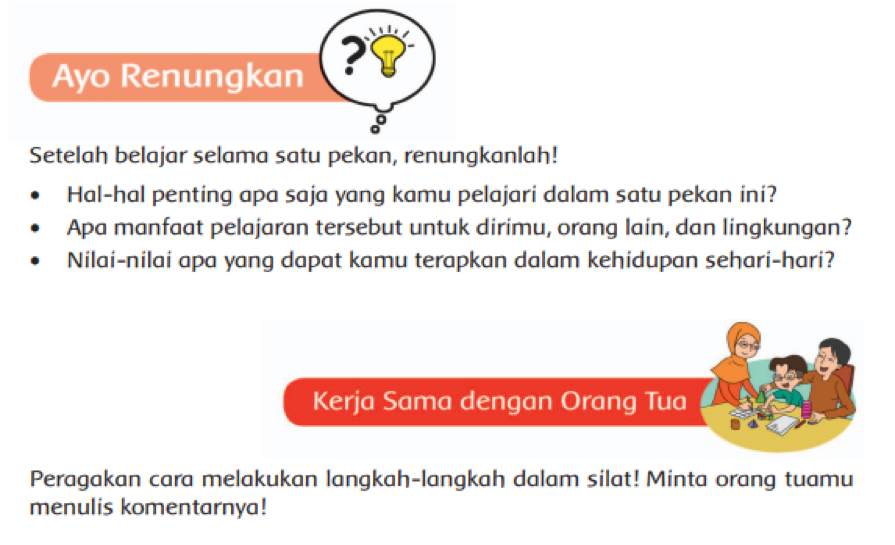 Ayo Renungkan
?
Setelah belajar selama satu pekan, renungkanlah!
• Hal-hal penting apa saja yang kamu pelajari dalam satu pekan ini?
• Apa manfaat pelajaran tersebut untuk dirimu, orang lain, dan lingkungan?
• Nilai-nilai apa yang dapat kamu terapkan dalam kehidupan sehari-hari?
Kerja Sama dengan Orang Tua
Peragakan cara melakukan langkah-langkah dalam silat! Minta orang tuamu
menulis komentarnya!